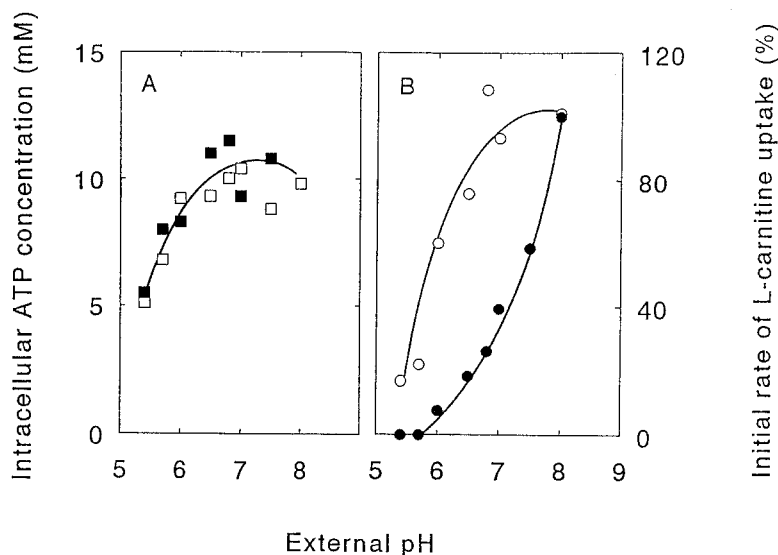 Intracellular ATP concentration (mM)
15
10
5
0
A
5 6 7 8
B
5 6 7 8 9
120
80
40
0
Initial rate of L-carnitine uptake (%)
External pH